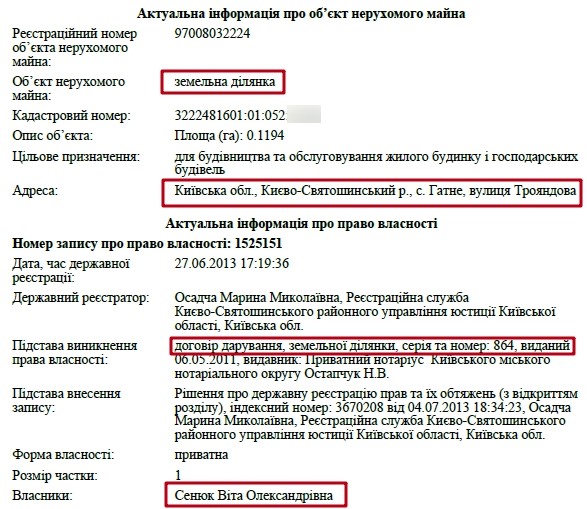 Актуальна інформація про об’єкт нерухомого майна
Реєстраційний номер об’єкта нерухомого майна: 97008032224
Об’єкт нерухомого майна: земельна ділянка
Кадастровий номер: 3222481601:01:052:
Опис об’єкта: Площа (га): 0.1194
Цільове призначення: для будівництва та обслуговування жилого будинку і господарських
будівель
Адреса: Київська обл., Києво-Святошинський р., с. Гатне, вулиця Трояндова
Актуальна інформація про право власності
Номер запису про право власності: 1525151
Дата, час державної реєстрації: 27.06.2013 17:19:36
Державний реєстратор: Осадча Марина Миколаївна, Реєстраційна служба
Києво-Святошинського районного управління юстиції Київської
області, Київська обл.
Підстава виникнення права власності: договір дарування, земельної ділянки, серія та номер: 864, виданий
06.05.2011, видавник: Приватний нотаріус Київського міського
нотаріального округу Остапчук Н.В.
Підстава внесення запису: Рішення про державну реєстрацію прав та їх обтяжень (з відкриттям
розділу), індексний номер: 3670208 від 04.07.2013 18:34:23, Осадча
Марина Миколаївна, Реєстраційна служба Києво-Святошинського
районного управління юстиції Київської області, Київська обл.
Форма власності: приватна
Розмір частки: 1
Власники: Сенюк Віта Олександрівна